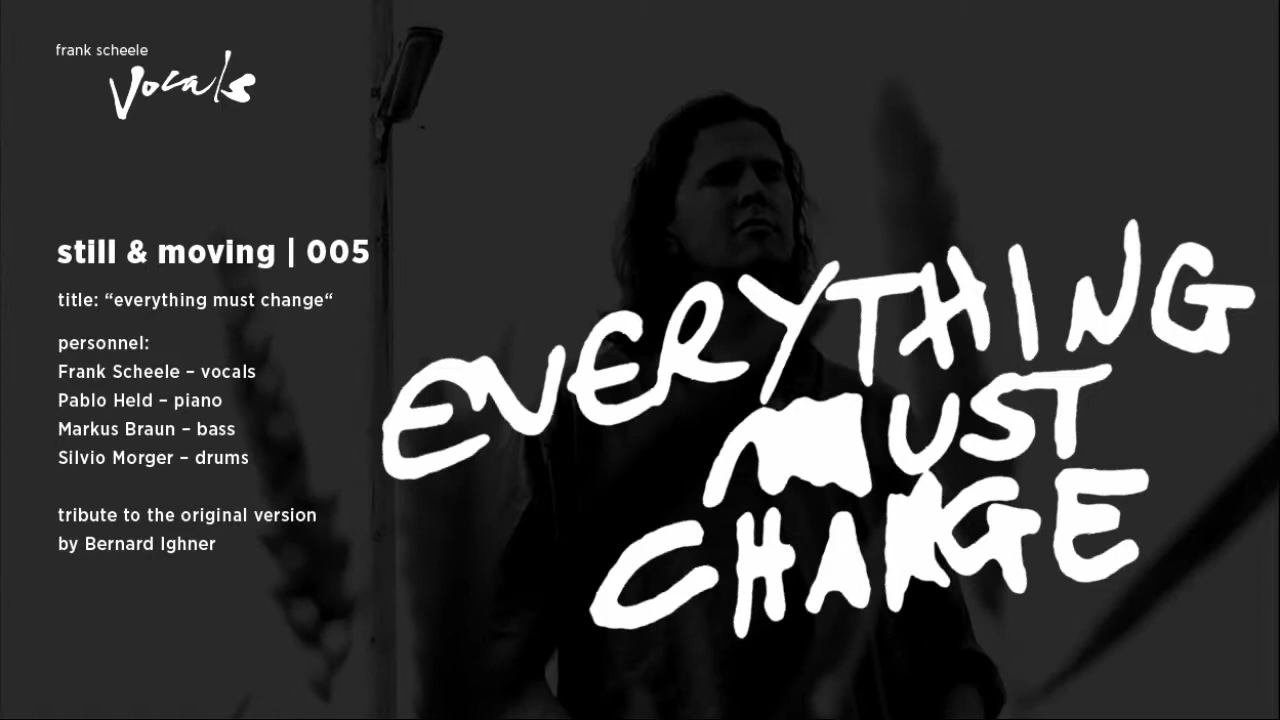 frank scheele
Vocals
still & moving | 005
title: “everything must change“
personnel:
Frank Scheele – vocals
Pablo Held – piano
Markus Braun – bass
Silvio Morger – drums
tribute to the original version
by Bernard Ighner
EVERYTHING
MUST
CHANGE